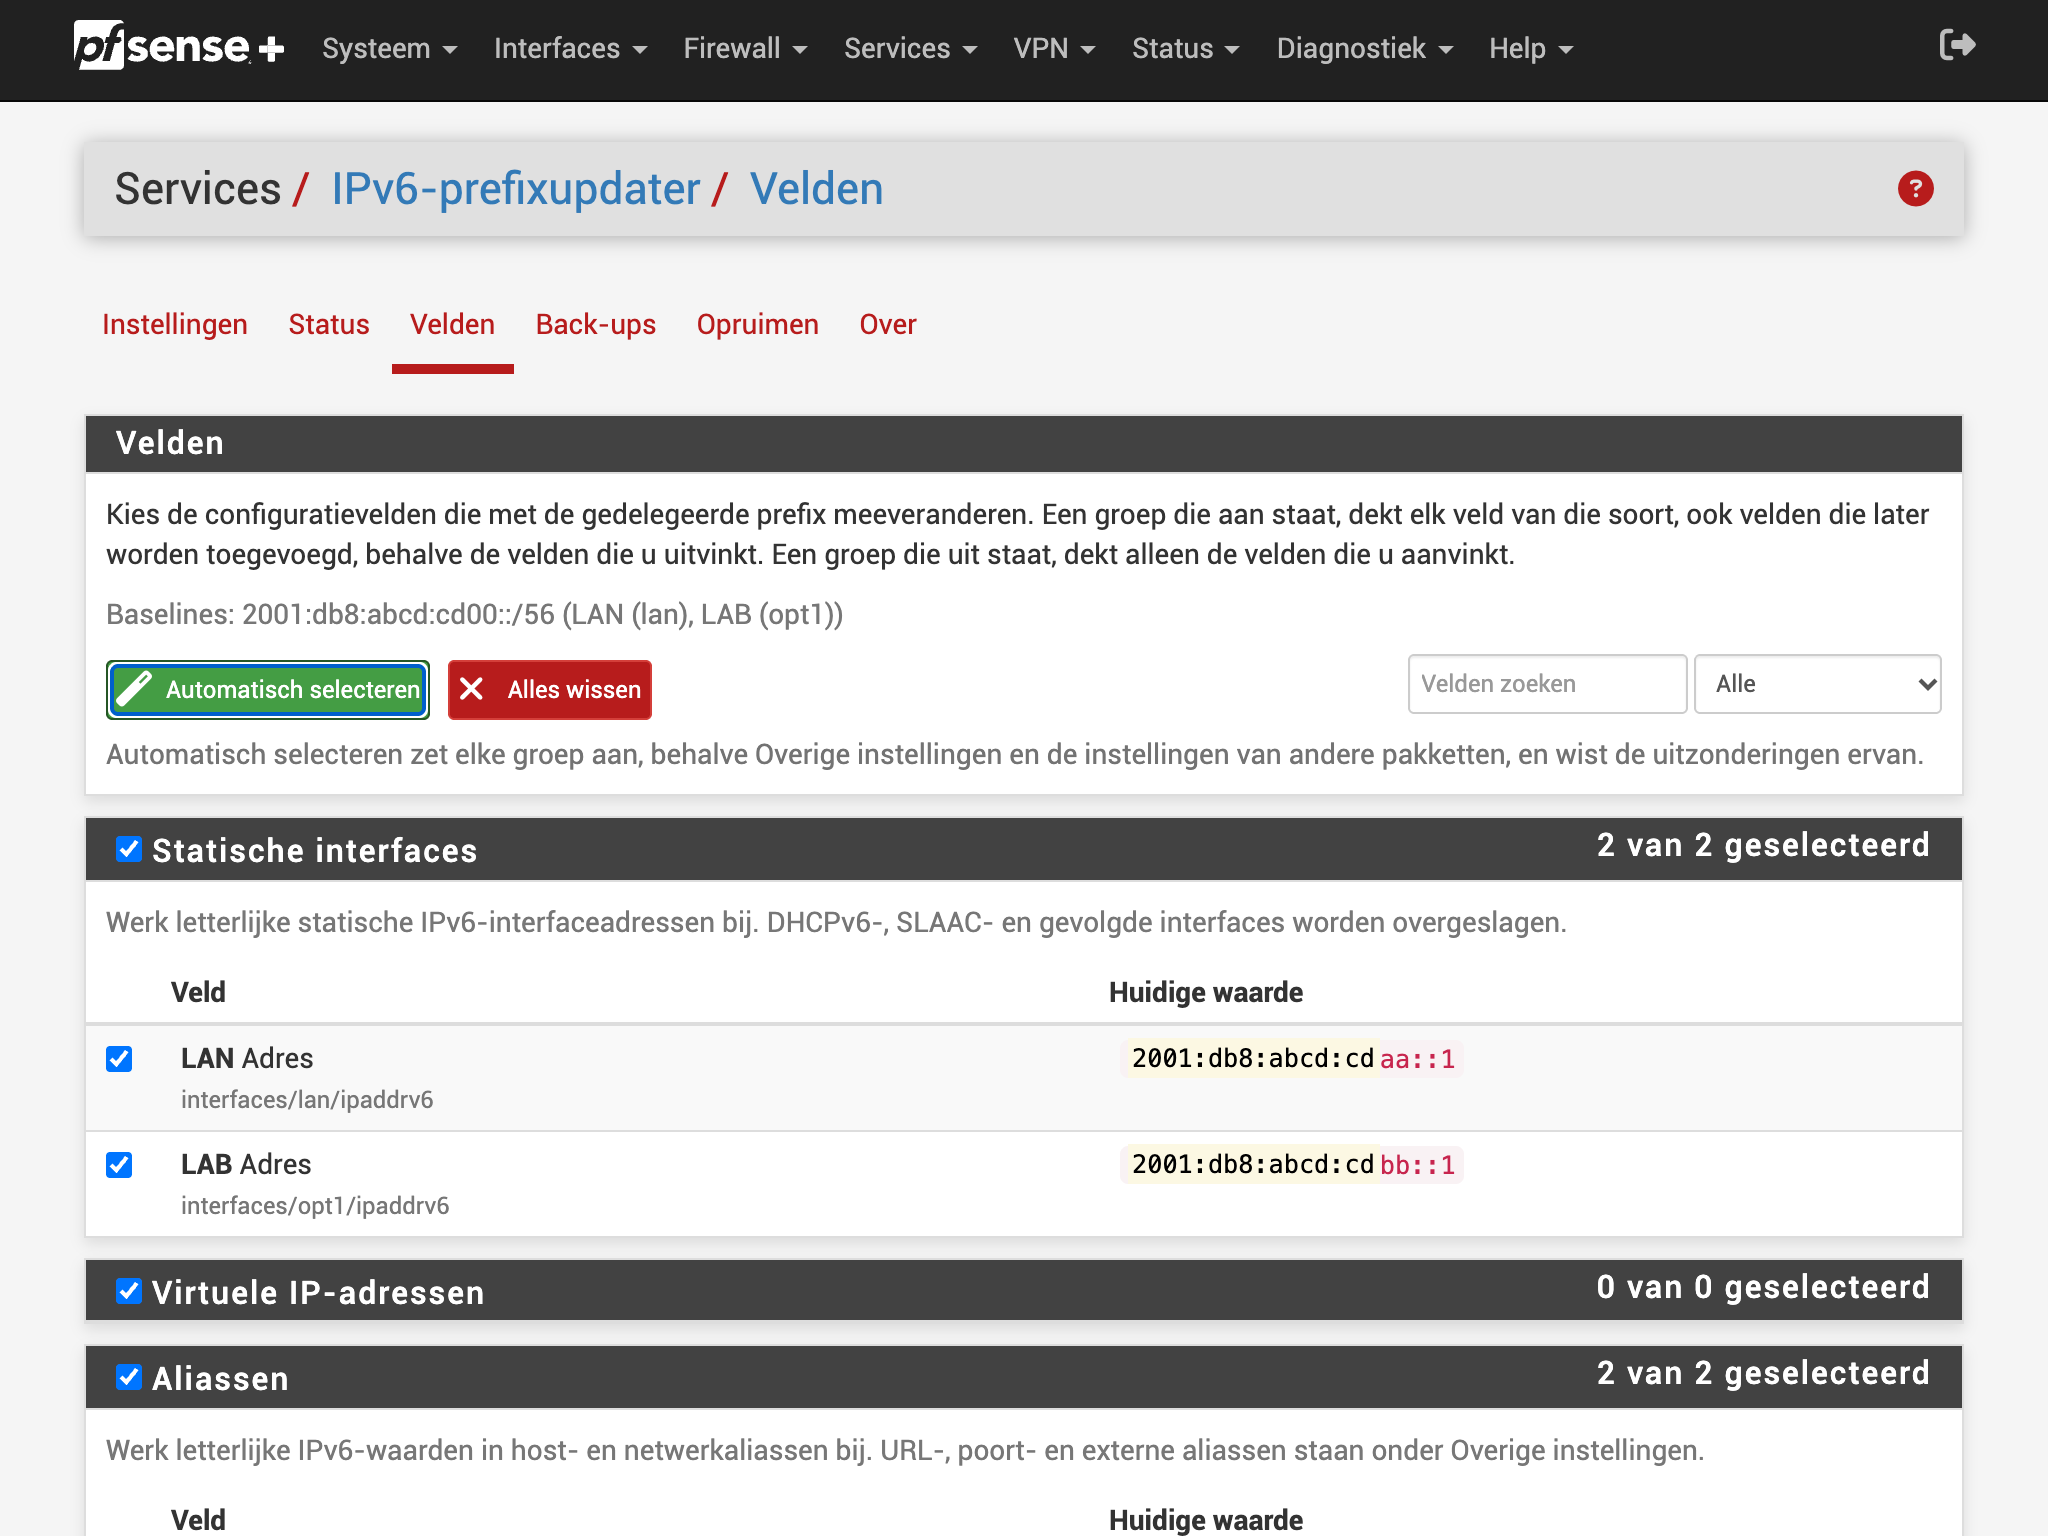 pfsense+ Systeem Interfaces Firewall Services VPN Status Diagnostiek Help
Services / IPv6-prefixupdater / Velden
Instellingen Status Velden Back-ups Opruimen Over
Velden
Kies de configuratievelden die met de gedelegeerde prefix meeveranderen. Een groep die aan staat, dekt elk veld van die soort, ook velden die later
worden toegevoegd, behalve de velden die u uitvinkt. Een groep die uit staat, dekt alleen de velden die u aanvinkt.
Baselines: 2001:db8:abcd:cd00::/56 (LAN (lan), LAB (opt1))
Automatisch selecteren Alles wissen Velden zoeken Alle
Automatisch selecteren zet elke groep aan, behalve Overige instellingen en de instellingen van andere pakketten, en wist de uitzonderingen ervan.
Statische interfaces 2 van 2 geselecteerd
Werk letterlijke statische IPv6-interfaceadressen bij. DHCPv6-, SLAAC- en gevolgde interfaces worden overgeslagen.
Veld Huidige waarde
LAN Adres 2001:db8:abcd:cdaa::1
interfaces/lan/ipaddrv6
LAB Adres 2001:db8:abcd:cdbb::1
interfaces/opt1/ipaddrv6
Virtuele IP-adressen 0 van 0 geselecteerd
Aliassen 2 van 2 geselecteerd
Werk letterlijke IPv6-waarden in host- en netwerkaliassen bij. URL-, poort- en externe aliassen staan onder Overige instellingen.
Veld Huidige waarde